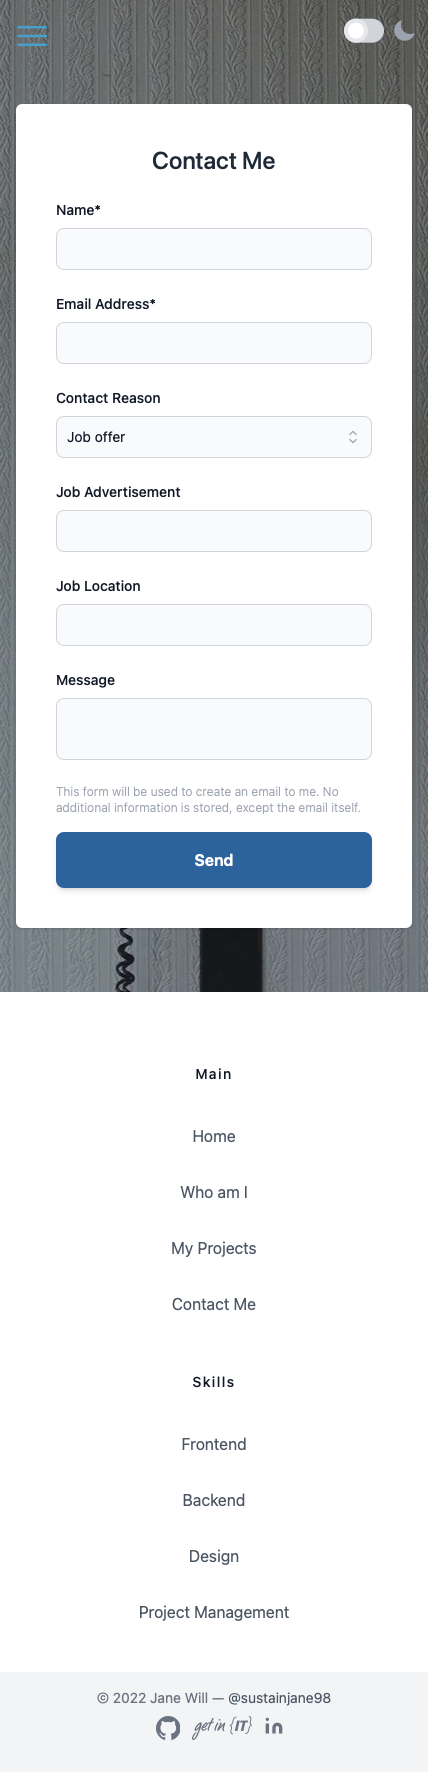 Contact Me
Name*
Email Address*
Contact Reason
Job offer
Job Advertisement
Job Location
Message
This form will be used to create an email to me. No
additional information is stored, except the email itself.
Send
Main
Home
Who am I
My Projects
Contact Me
Skills
Frontend
Backend
Design
Project Management
© 2022 Jane Will — @sustainjane98
get in {IT}
in